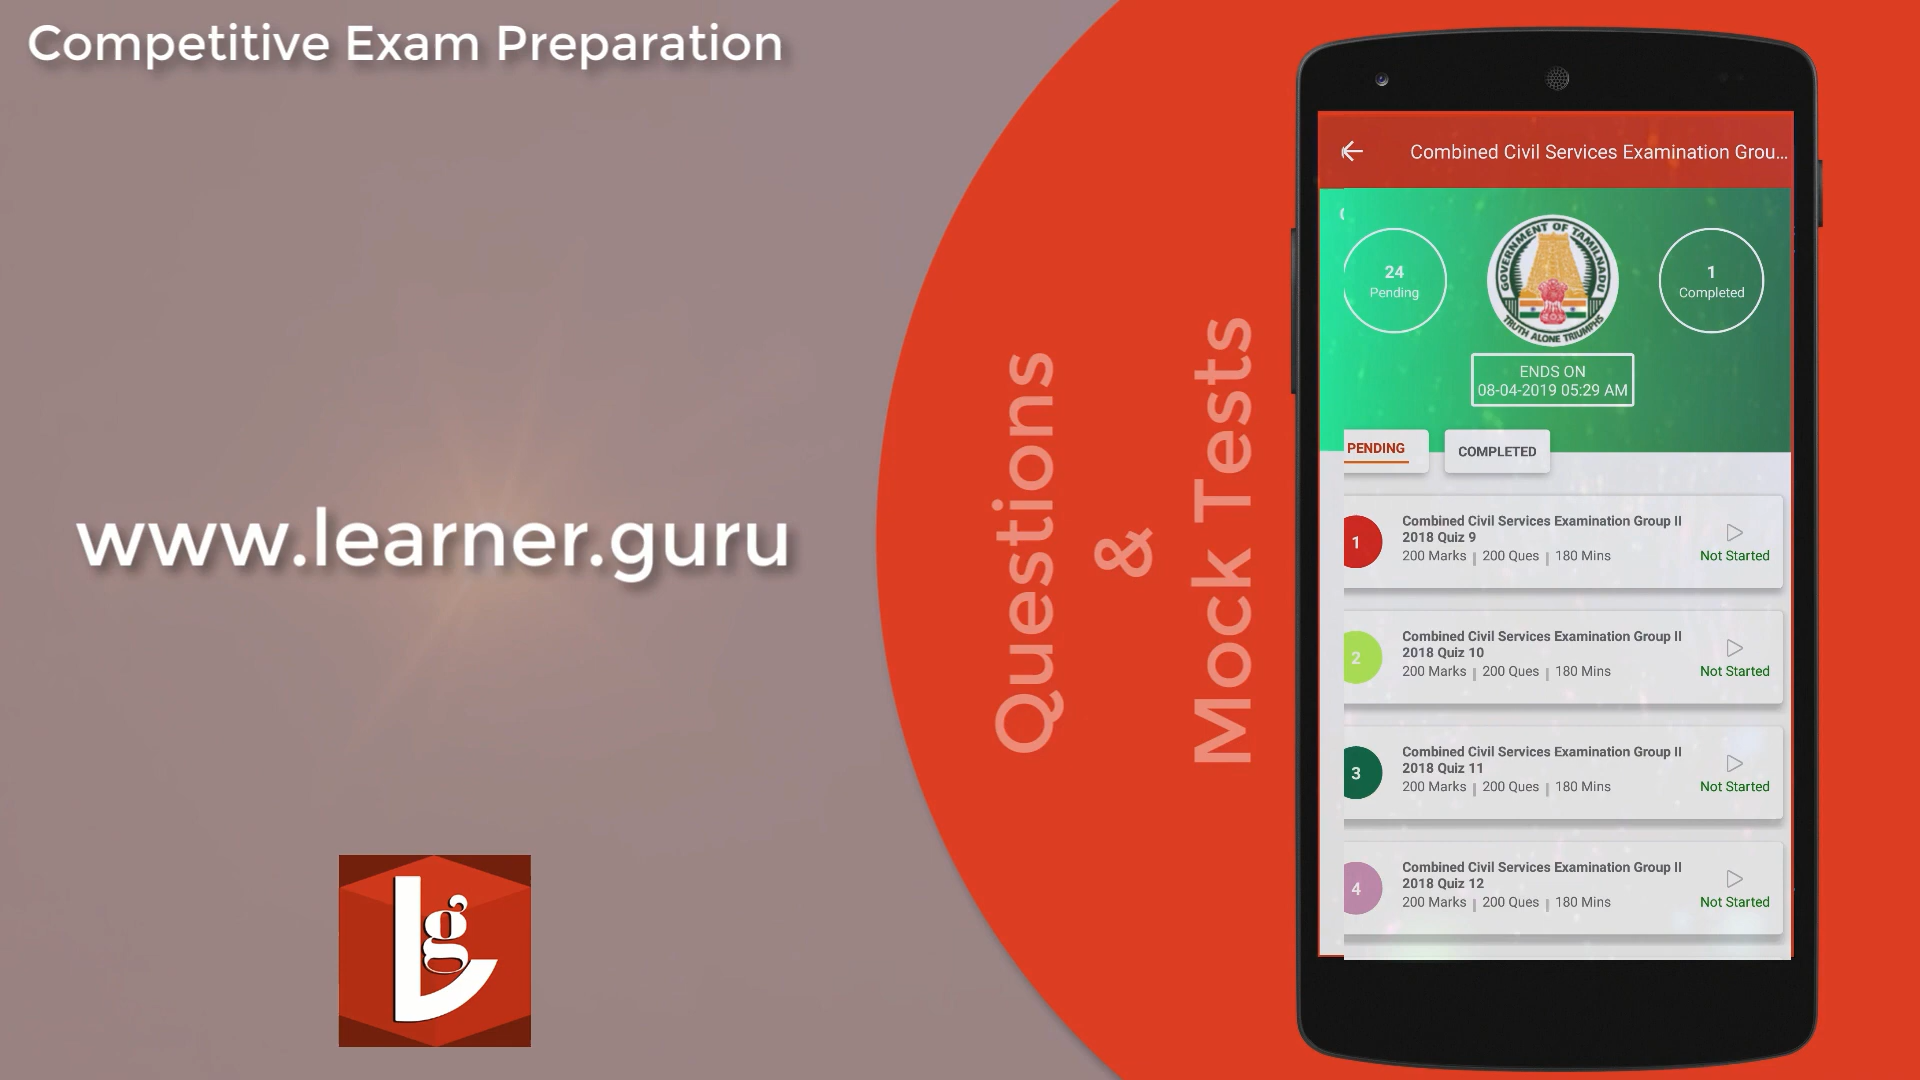 Competitive Exam Preparation
www.learner.guru
Lg
Questions
&
Mock Tests
Combined Civil Services Examination Grou...
24
Pending
GOVERNMENT OF TAMILNADU
TRUTH ALONE TRIUMPHS
1
Completed
ENDS ON
08-04-2019 05:29 AM
PENDING
COMPLETED
1
Combined Civil Services Examination Group II
2018 Quiz 9
200 Marks | 200 Ques | 180 Mins
Not Started
2
Combined Civil Services Examination Group II
2018 Quiz 10
200 Marks | 200 Ques | 180 Mins
Not Started
3
Combined Civil Services Examination Group II
2018 Quiz 11
200 Marks | 200 Ques | 180 Mins
Not Started
4
Combined Civil Services Examination Group II
2018 Quiz 12
200 Marks | 200 Ques | 180 Mins
Not Started